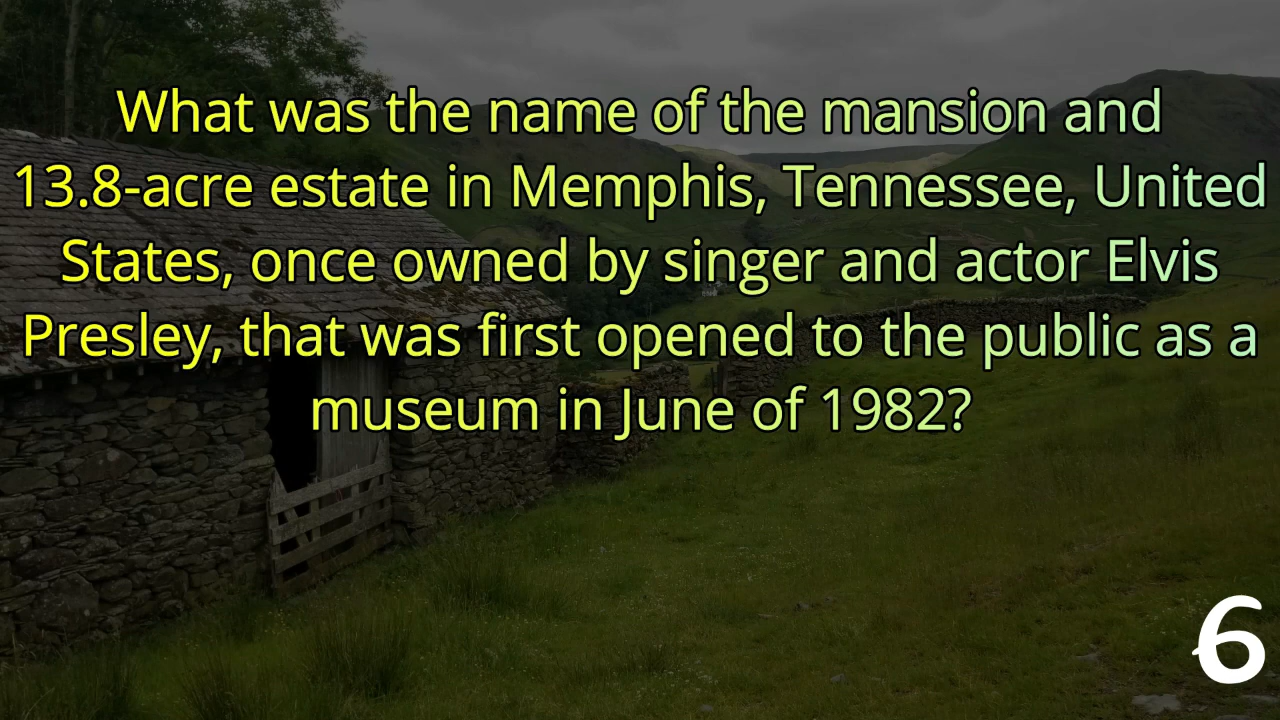 What was the name of the mansion and
13.8-acre estate in Memphis, Tennessee, United
States, once owned by singer and actor Elvis
Presley, that was first opened to the public as a
museum in June of 1982?
6